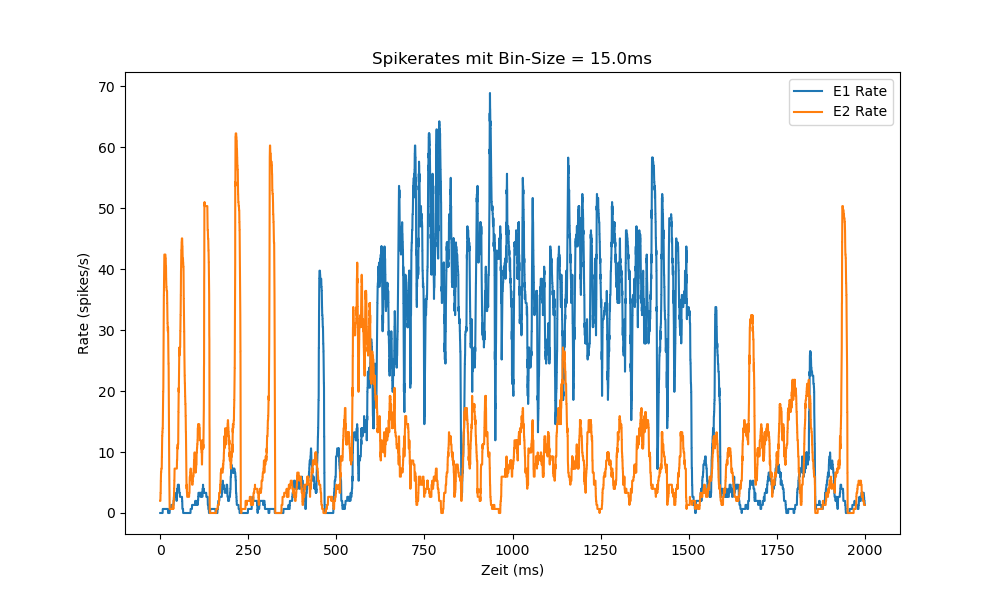 Spikerates mit Bin-Size = 15.0ms
E1 Rate
E2 Rate
70
60
50
40
30
20
10
0
Rate (spikes/s)
0 250 500 750 1000 1250 1500 1750 2000
Zeit (ms)